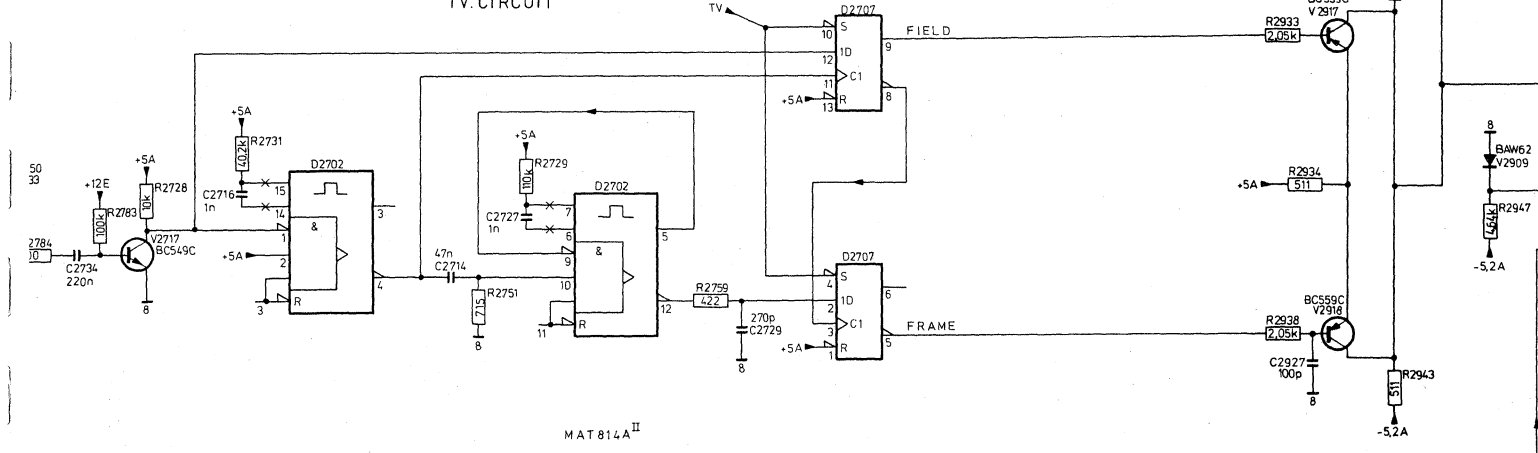 TV. CIRCUIT
TV
D2707
S
10
1D
12
C1
11
+5A
R
13
9
FIELD
8
R2933
2,05k
V2917
+5A
R2731
40,2k
C2716
1n
D2702
15
14
&
1
+5A
2
R
3
3
4
50
33
+12E
R2783
100k
+5A
R2728
10k
V2717
BC549C
2784
C2734
220n
8
47n
C2714
R2751
715
8
+5A
R2729
110k
C2727
1n
D2702
7
6
&
9
10
R
11
5
12
R2759
422
270p
C2729
8
D2707
S
4
1D
2
C1
3
+5A
R
1
6
5
FRAME
+5A
R2934
511
BC559C
V2918
R2938
2,05k
C2927
100p
8
R2943
511
-5,2A
8
BAW62
V2909
R2947
4,64k
-5,2A
MAT 814A II